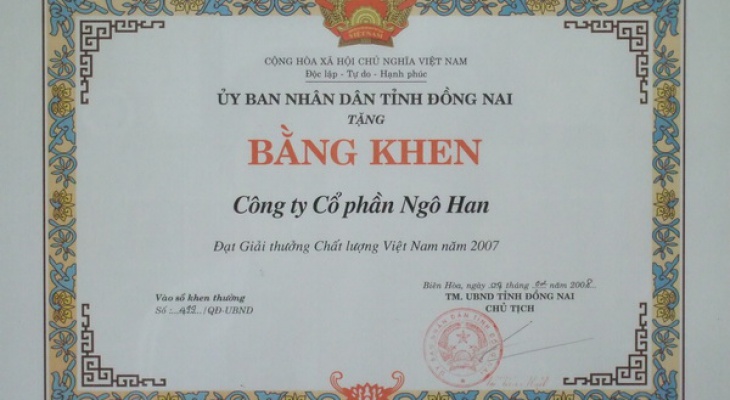 VIỆT NAM
CỘNG HÒA XÃ HỘI CHỦ NGHĨA VIỆT NAM
Độc lập - Tự do - Hạnh phúc
ỦY BAN NHÂN DÂN TỈNH ĐỒNG NAI
TẶNG
BẰNG KHEN
Công ty Cổ phần Ngô Han
Đạt Giải thưởng Chất lượng Việt Nam năm 2007
Biên Hòa, ngày tháng năm 2008
TM. UBND TỈNH ĐỒNG NAI
CHỦ TỊCH
Vào sổ khen thưởng
Số : /QĐ-UBND